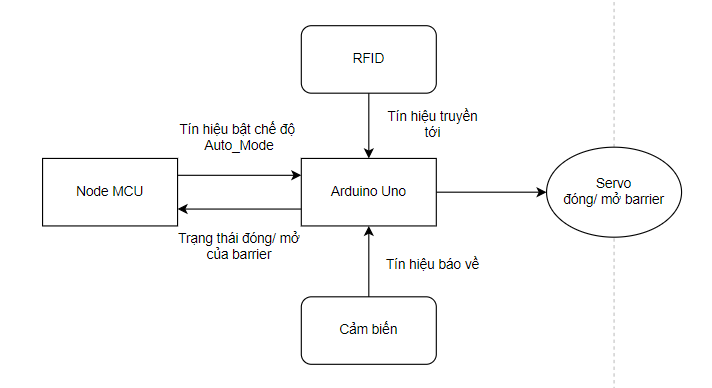 RFID
Tín hiệu truyền
tới
Tín hiệu bật chế độ
Auto_Mode
Node MCU
Arduino Uno
Servo
đóng/ mở barrier
Trạng thái đóng/ mở
của barrier
Tín hiệu báo về
Cảm biến